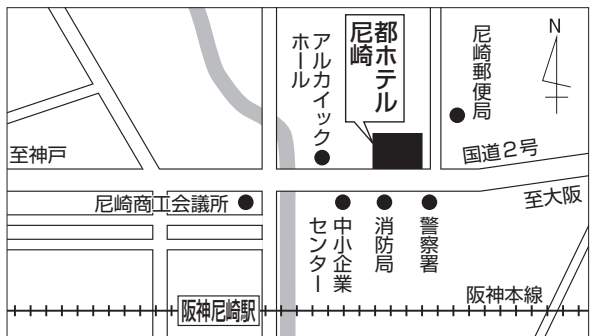 都ホテル
尼崎
アルカイック
ホール
尼崎郵便局
N
国道2号
至神戸
至大阪
尼崎商工会議所
中小企業
センター
消防局
警察署
阪神本線
阪神尼崎駅